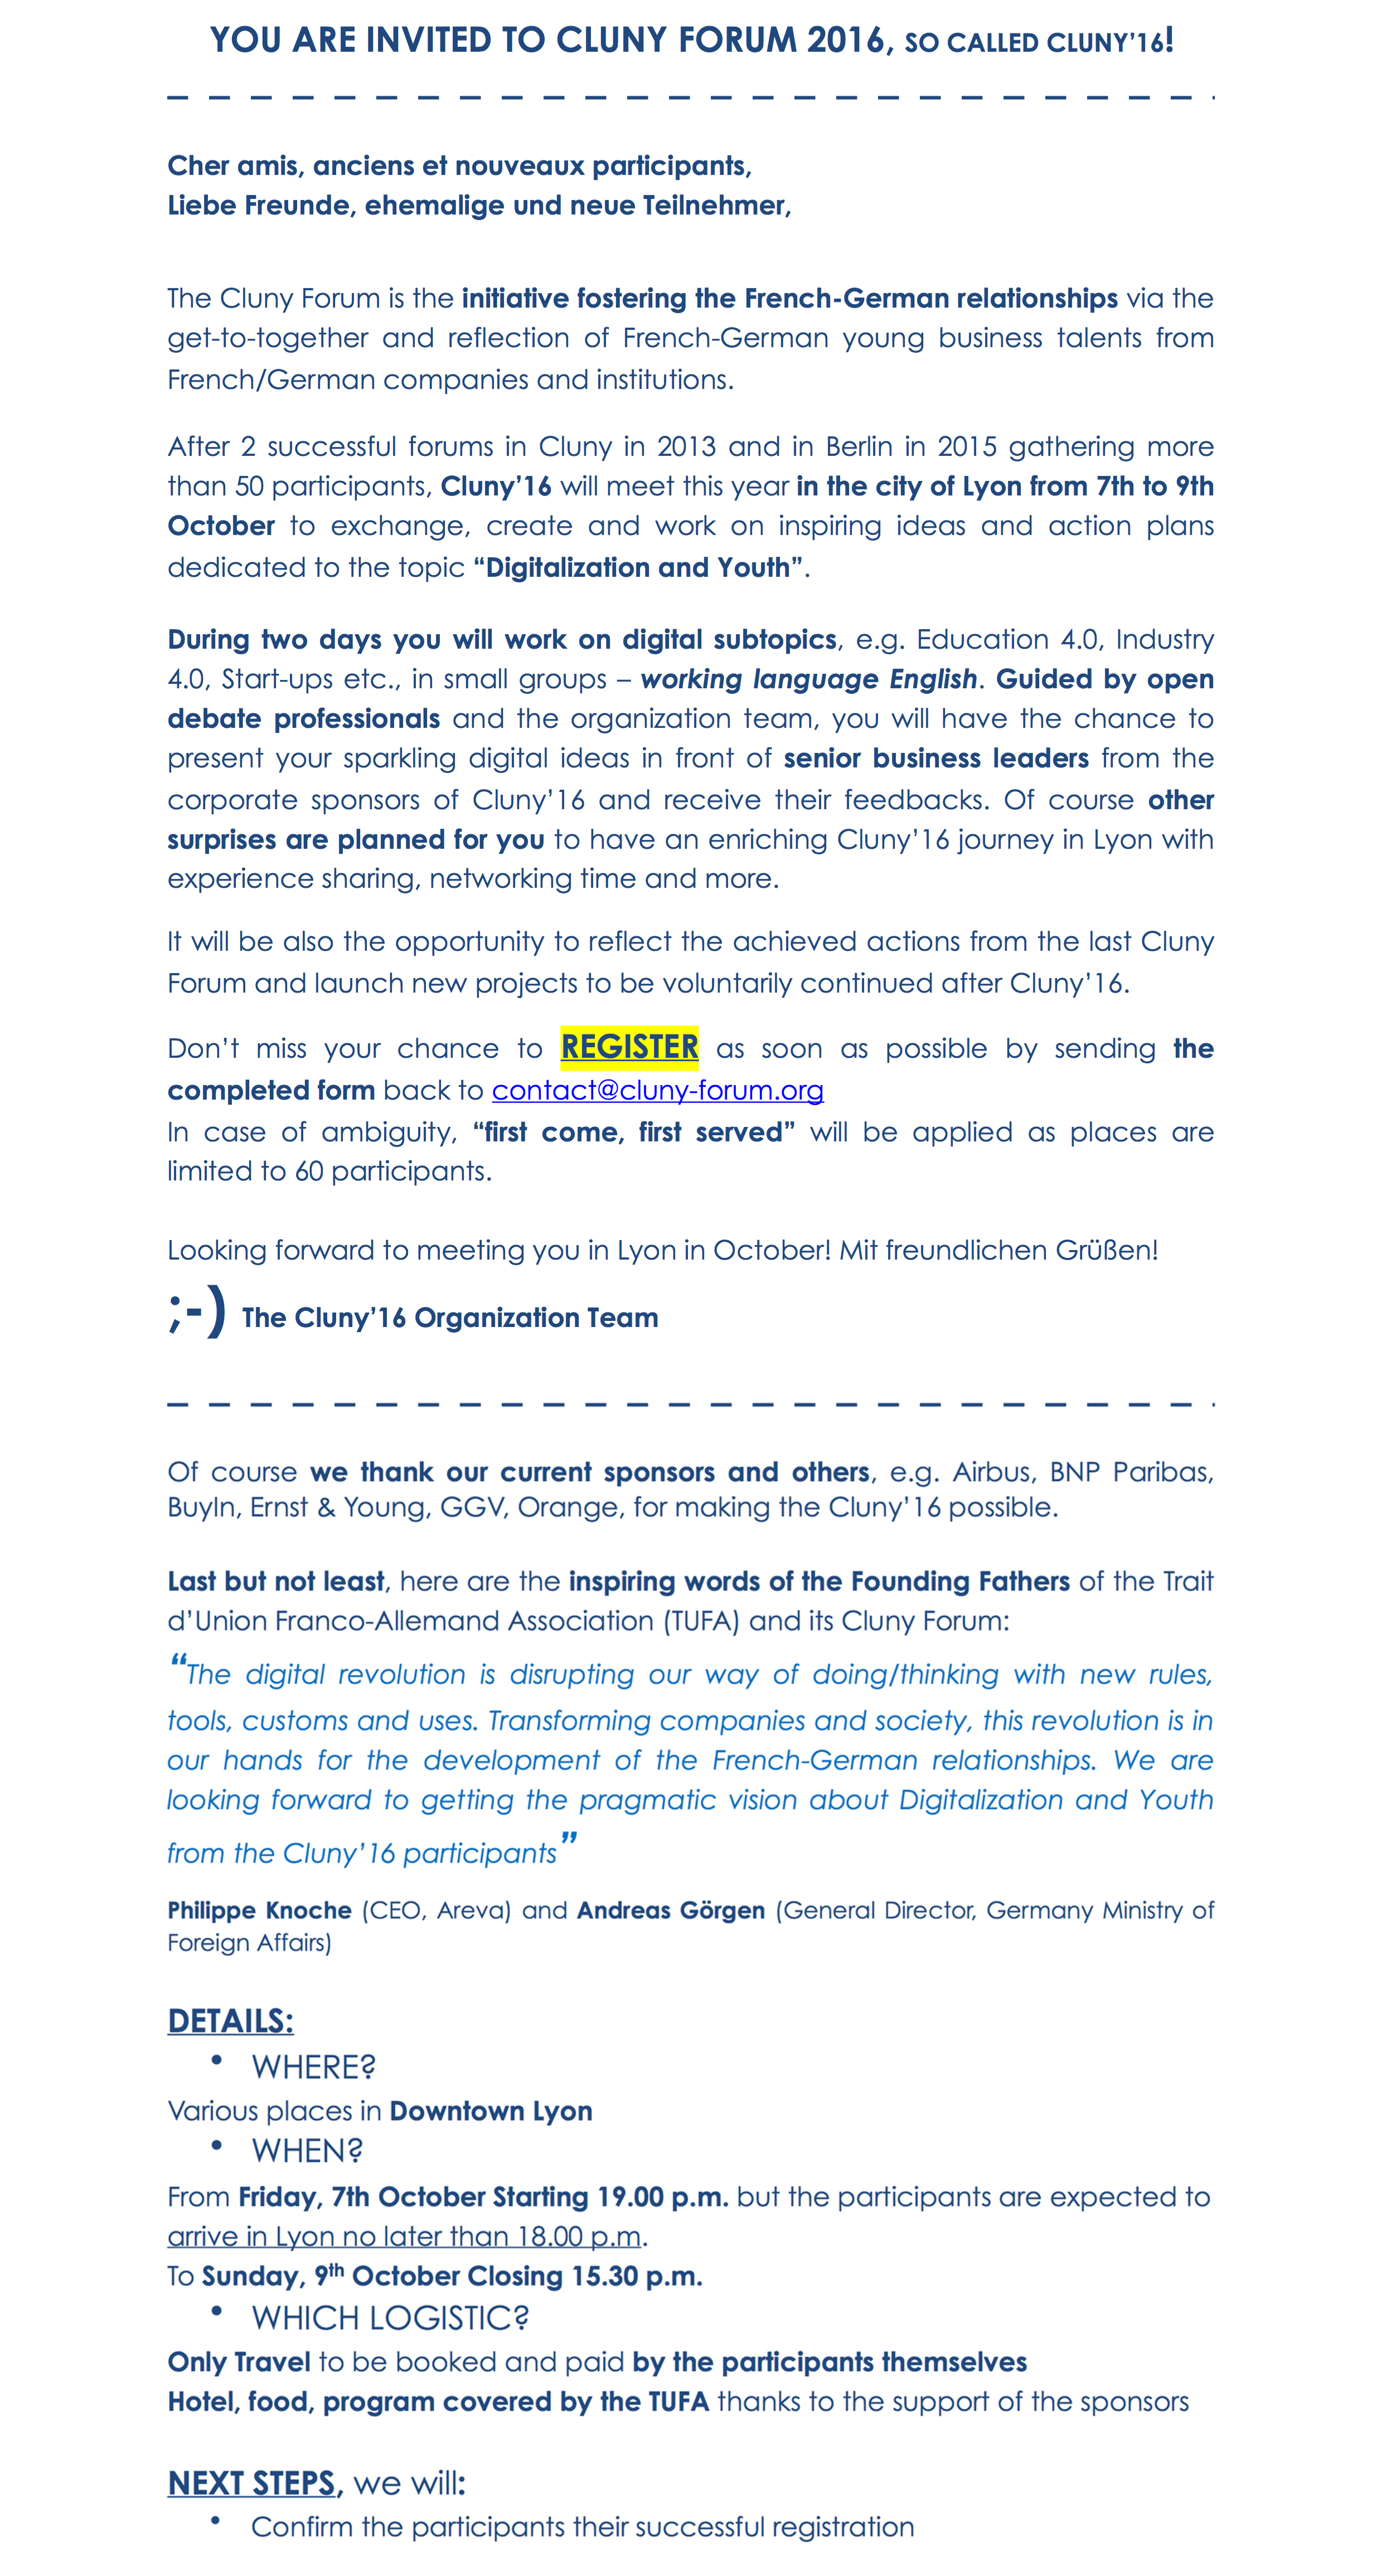 YOU ARE INVITED TO CLUNY FORUM 2016, SO CALLED CLUNY'16!
Cher amis, anciens et nouveaux participants,
Liebe Freunde, ehemalige und neue Teilnehmer,
The Cluny Forum is the initiative fostering the French-German relationships via the
get-to-together and reflection of French-German young business talents from
French/German companies and institutions.
After 2 successful forums in Cluny in 2013 and in Berlin in 2015 gathering more
than 50 participants, Cluny'16 will meet this year in the city of Lyon from 7th to 9th
October to exchange, create and work on inspiring ideas and action plans
dedicated to the topic “Digitalization and Youth”.
During two days you will work on digital subtopics, e.g. Education 4.0, Industry
4.0, Start-ups etc., in small groups – working language English. Guided by open
debate professionals and the organization team, you will have the chance to
present your sparkling digital ideas in front of senior business leaders from the
corporate sponsors of Cluny'16 and receive their feedbacks. Of course other
surprises are planned for you to have an enriching Cluny'16 journey in Lyon with
experience sharing, networking time and more.
It will be also the opportunity to reflect the achieved actions from the last Cluny
Forum and launch new projects to be voluntarily continued after Cluny'16.
Don't miss your chance to REGISTER as soon as possible by sending the
completed form back to contact@cluny-forum.org
In case of ambiguity, “first come, first served” will be applied as places are
limited to 60 participants.
Looking forward to meeting you in Lyon in October! Mit freundlichen Grüßen!
;-) The Cluny'16 Organization Team
Of course we thank our current sponsors and others, e.g. Airbus, BNP Paribas,
BuyIn, Ernst & Young, GGV, Orange, for making the Cluny'16 possible.
Last but not least, here are the inspiring words of the Founding Fathers of the Trait
d'Union Franco-Allemand Association (TUFA) and its Cluny Forum:
“The digital revolution is disrupting our way of doing/thinking with new rules,
tools, customs and uses. Transforming companies and society, this revolution is in
our hands for the development of the French-German relationships. We are
looking forward to getting the pragmatic vision about Digitalization and Youth
from the Cluny'16 participants”
Philippe Knoche (CEO, Areva) and Andreas Görgen (General Director, Germany Ministry of
Foreign Affairs)
DETAILS:
• WHERE?
Various places in Downtown Lyon
• WHEN?
From Friday, 7th October Starting 19.00 p.m. but the participants are expected to
arrive in Lyon no later than 18.00 p.m.
To Sunday, 9th October Closing 15.30 p.m.
• WHICH LOGISTIC?
Only Travel to be booked and paid by the participants themselves
Hotel, food, program covered by the TUFA thanks to the support of the sponsors
NEXT STEPS, we will:
• Confirm the participants their successful registration